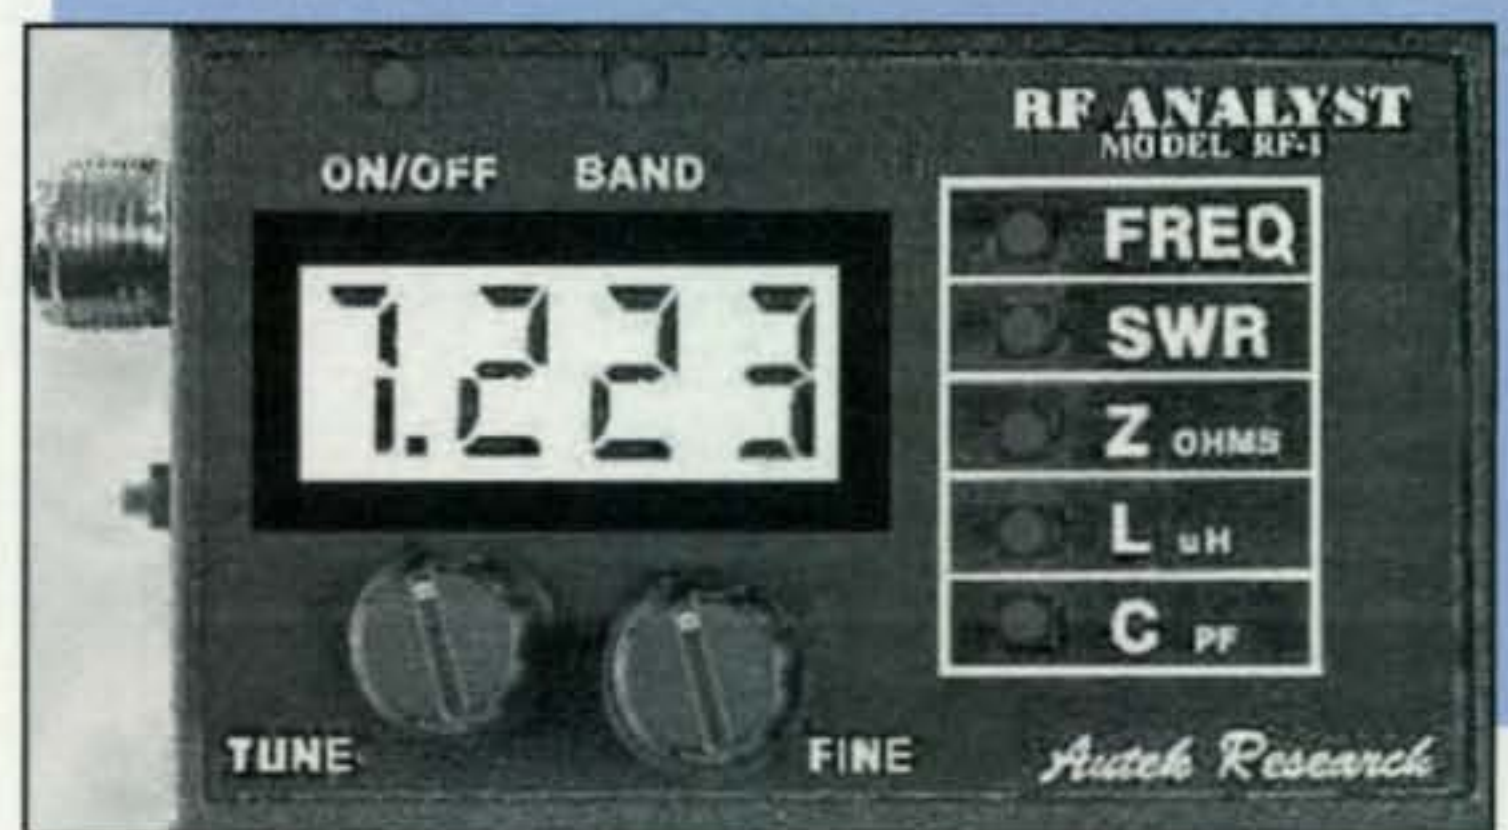 RF ANALYST
MODEL RF-1
ON/OFF BAND
7.223
FREQ
SWR
Z OHMS
L uH
C PF
TUNE FINE
Autek Research